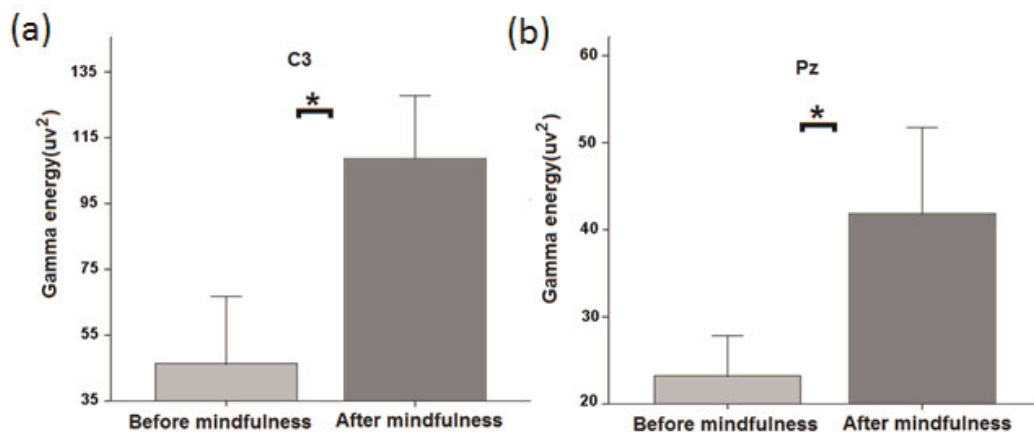 (a)
C3
*
Gamma energy(uv²)
135
115
95
75
55
35
Before mindfulness
After mindfulness
(b)
Pz
*
Gamma energy(uv²)
60
50
40
30
20
Before mindfulness
After mindfulness